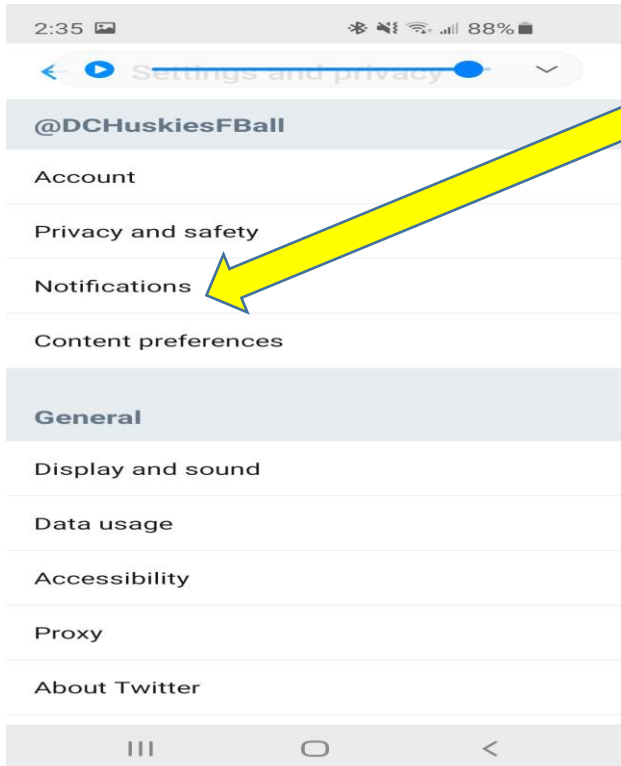 2:35 88%
Settings and privacy
@DCHuskiesFBall
Account
Privacy and safety
Notifications
Content preferences
General
Display and sound
Data usage
Accessibility
Proxy
About Twitter